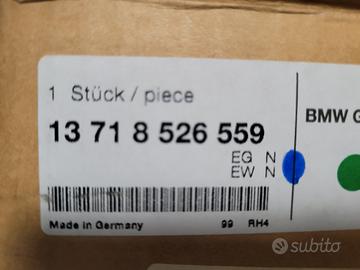 1 Stück / piece
13 71 8 526 559
BMW G
EG N
EW N
Made in Germany 99 RH4
subito